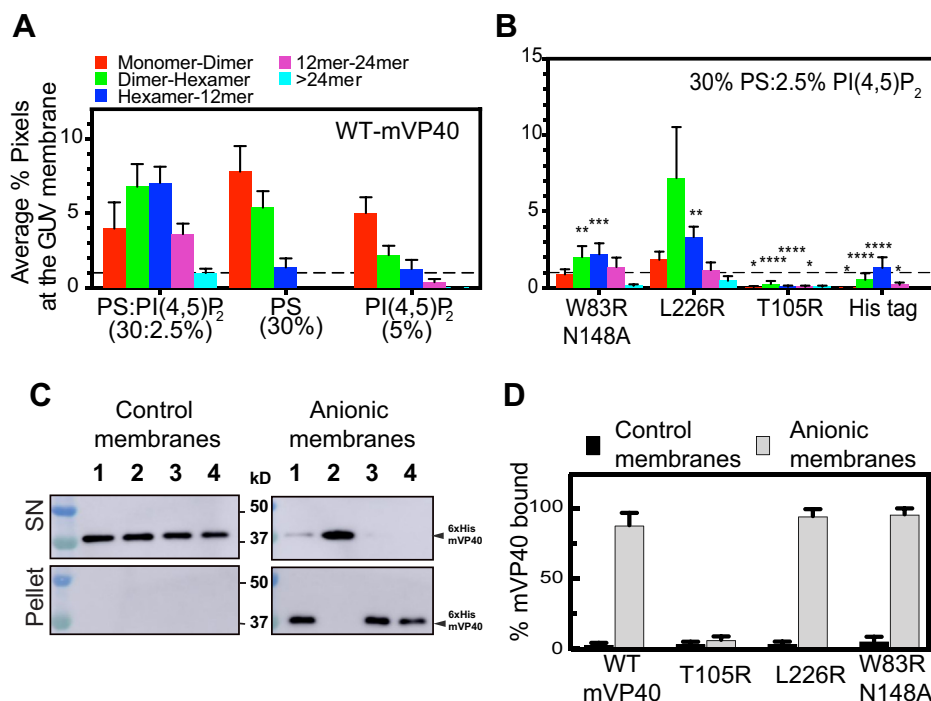 A
B
Monomer-Dimer
12mer-24mer
Dimer-Hexamer
>24mer
Hexamer-12mer
Average % Pixels
at the GUV membrane
10
5
0
WT-mVP40
PS:PI(4,5)P2
(30:2.5%)
PS
(30%)
PI(4,5)P2
(5%)
15
10
5
0
30% PS:2.5% PI(4,5)P2
** ***
**
* **** **** *
* **** *
W83R
N148A
L226R
T105R
His tag
C
D
Control
membranes
Anionic
membranes
1 2 3 4
kD
1 2 3 4
SN
50
37
6xHis
mVP40
Pellet
50
37
6xHis
mVP40
Control
membranes
Anionic
membranes
% mVP40 bound
100
50
0
WT
mVP40
T105R
L226R
W83R
N148A